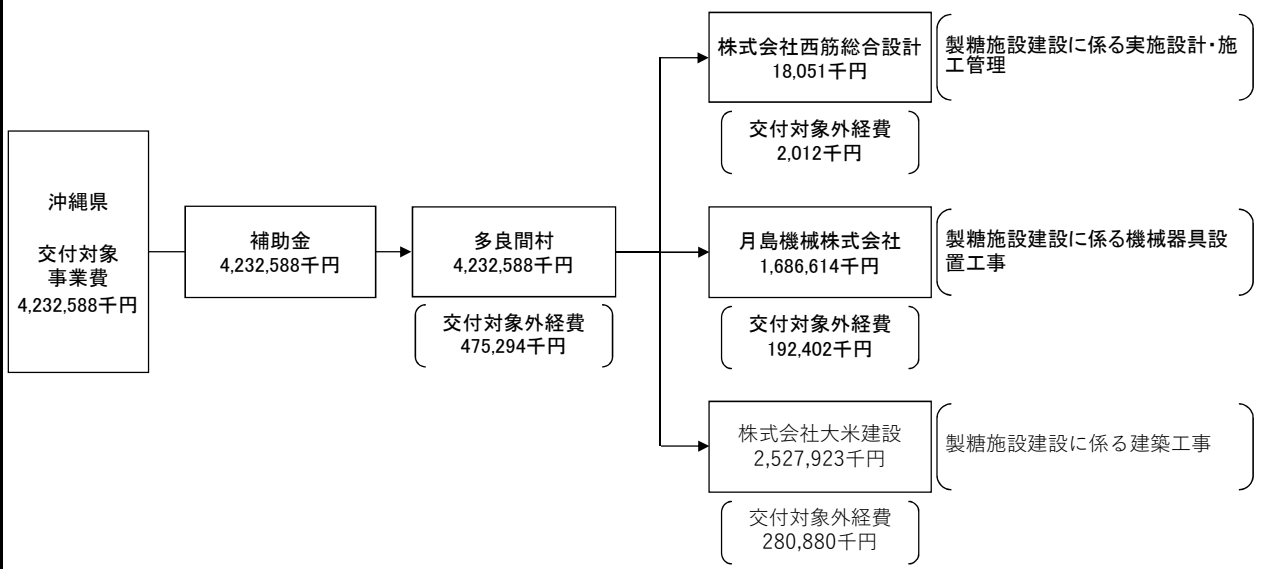 沖縄県
交付対象
事業費
4,232,588千円
補助金
4,232,588千円
多良間村
4,232,588千円
交付対象外経費
475,294千円
株式会社西筋総合設計
18,051千円
製糖施設建設に係る実施設計・施
工管理
交付対象外経費
2,012千円
月島機械株式会社
1,686,614千円
製糖施設建設に係る機械器具設
置工事
交付対象外経費
192,402千円
株式会社大米建設
2,527,923千円
製糖施設建設に係る建築工事
交付対象外経費
280,880千円